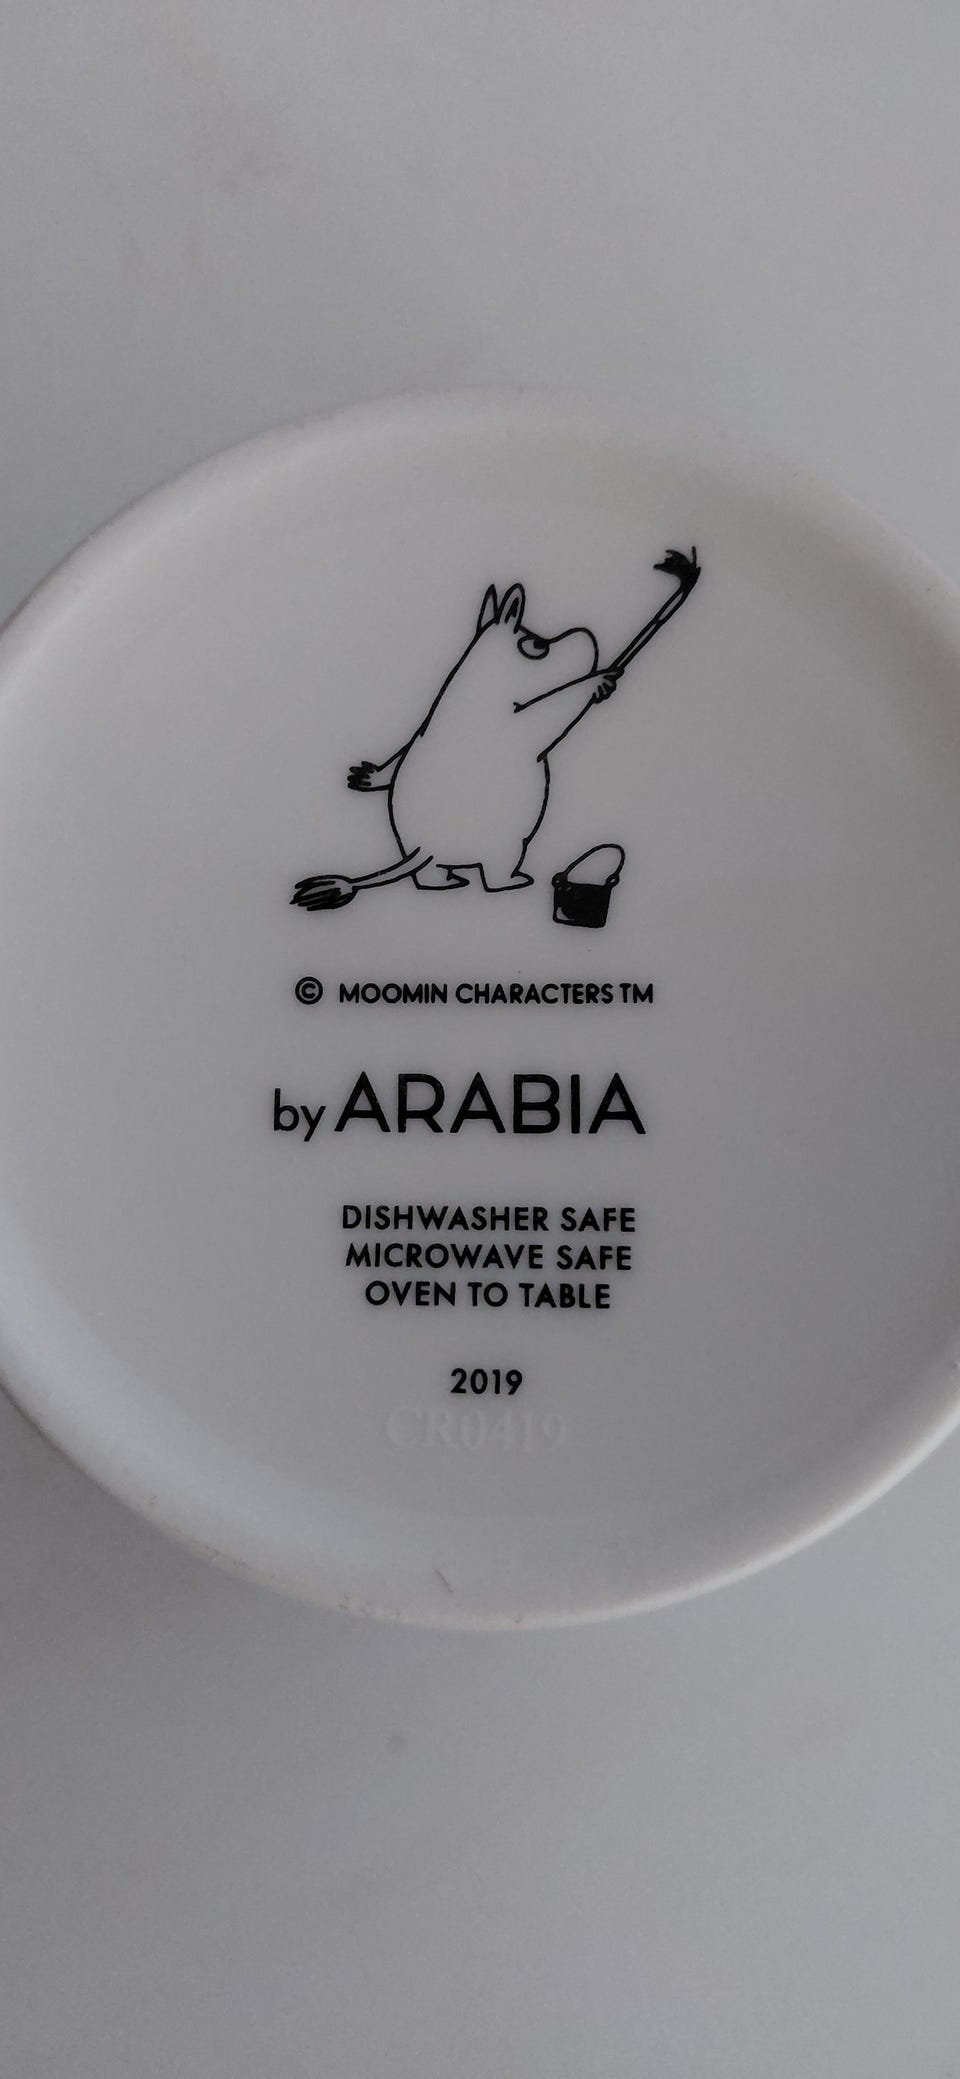 © MOOMIN CHARACTERS TM
by ARABIA
DISHWASHER SAFE
MICROWAVE SAFE
OVEN TO TABLE
2019
CR0419